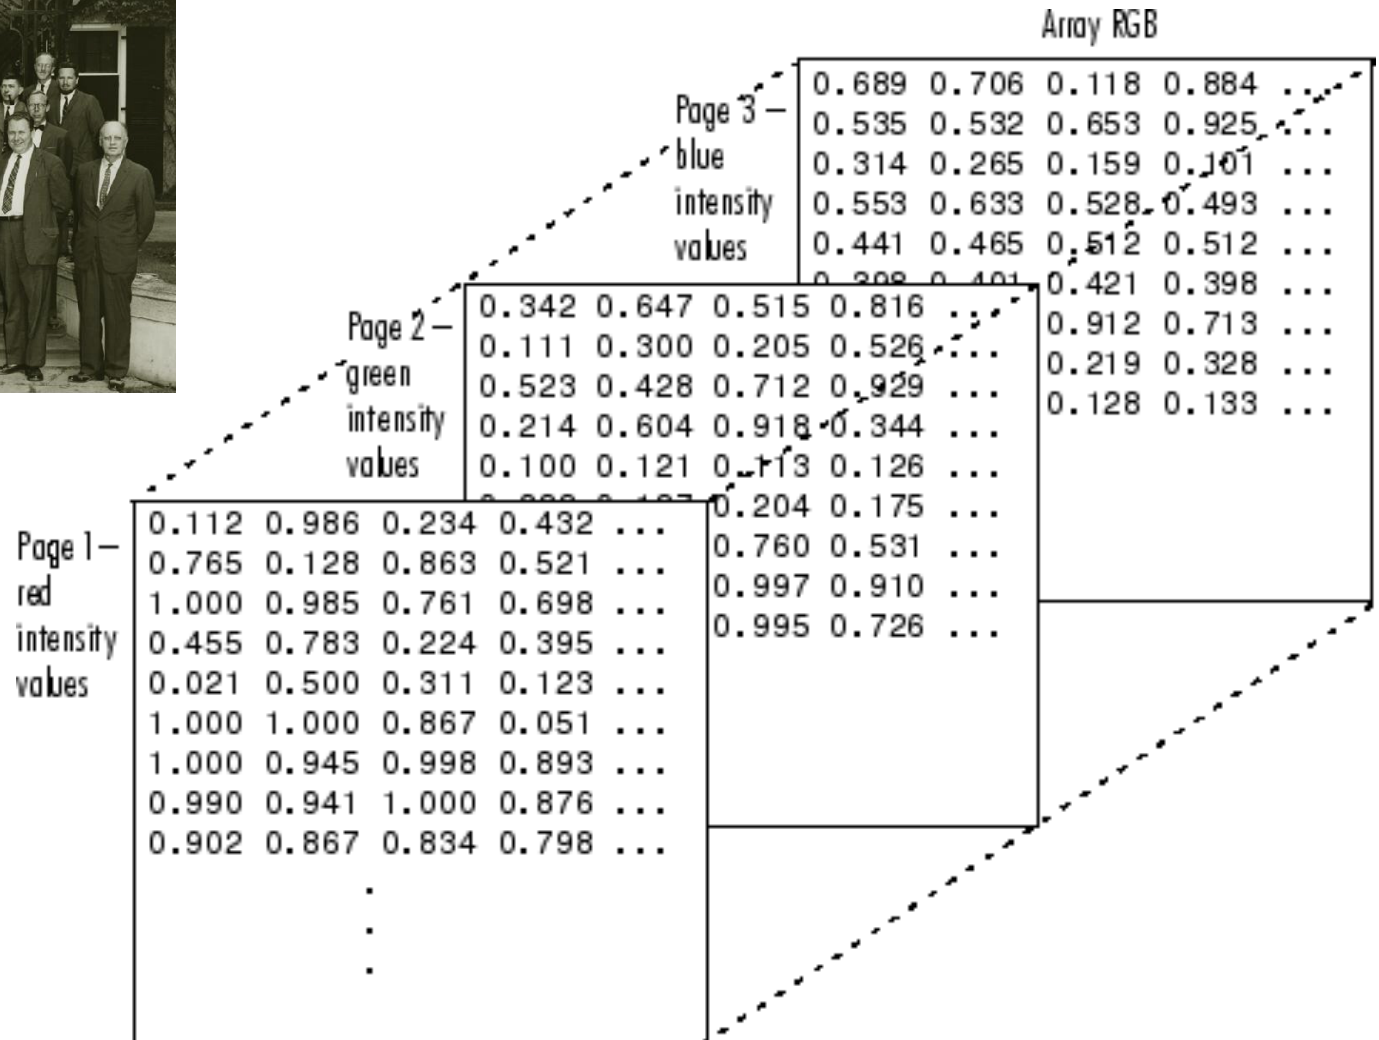 Array RGB
Page 3 –
blue
intensity
values
0.689 0.706 0.118 0.884 ...
0.535 0.532 0.653 0.925 ...
0.314 0.265 0.159 0.101 ...
0.553 0.633 0.528 0.493 ...
0.441 0.465 0.512 0.512 ...
0.398 0.401 0.421 0.398 ...
0.912 0.713 ...
0.219 0.328 ...
0.128 0.133 ...
Page 2 –
green
intensity
values
0.342 0.647 0.515 0.816 ...
0.111 0.300 0.205 0.526 ...
0.523 0.428 0.712 0.929 ...
0.214 0.604 0.918 0.344 ...
0.100 0.121 0.113 0.126 ...
0.204 0.175 ...
0.760 0.531 ...
0.997 0.910 ...
0.995 0.726 ...
Page 1 –
red
intensity
values
0.112 0.986 0.234 0.432 ...
0.765 0.128 0.863 0.521 ...
1.000 0.985 0.761 0.698 ...
0.455 0.783 0.224 0.395 ...
0.021 0.500 0.311 0.123 ...
1.000 1.000 0.867 0.051 ...
1.000 0.945 0.998 0.893 ...
0.990 0.941 1.000 0.876 ...
0.902 0.867 0.834 0.798 ...
.
.
.